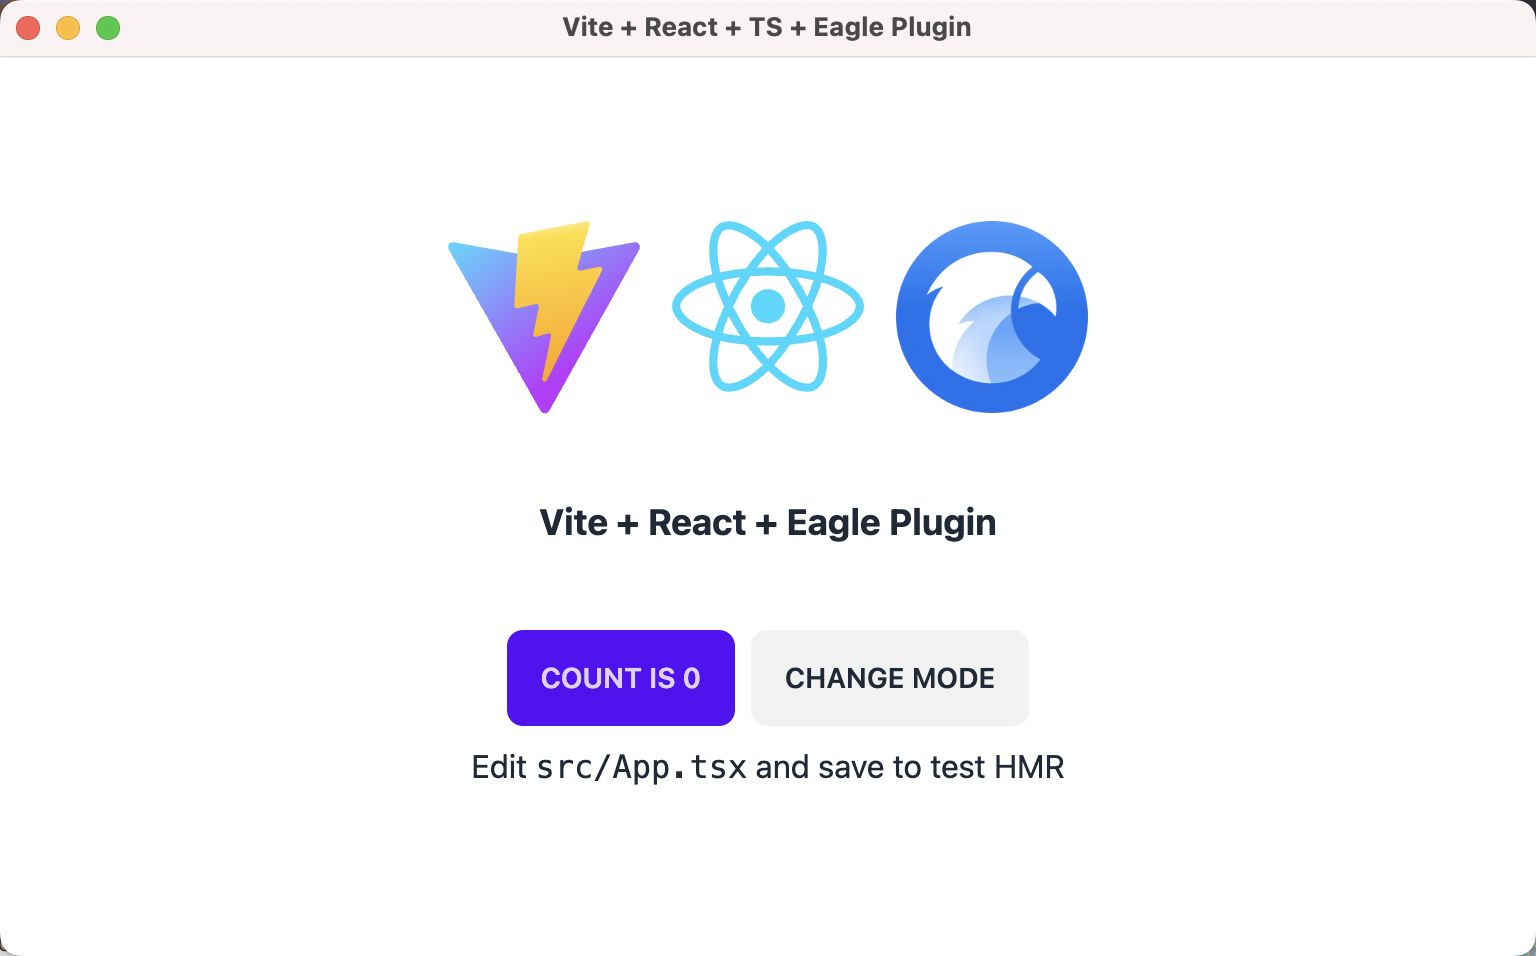 Vite + React + TS + Eagle Plugin
Vite + React + Eagle Plugin
COUNT IS 0
CHANGE MODE
Edit src/App.tsx and save to test HMR